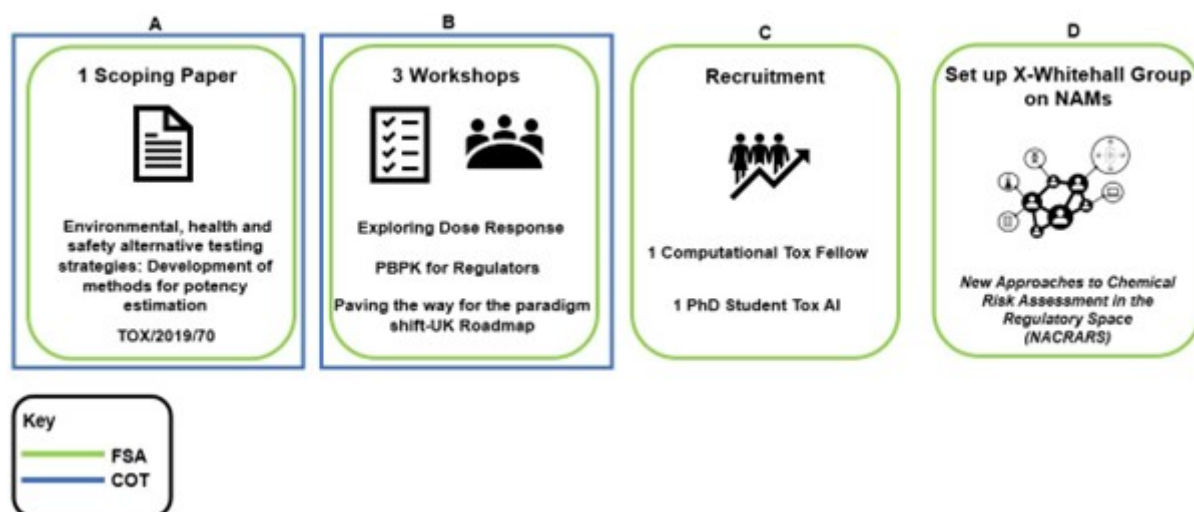 A
1 Scoping Paper
Environmental, health and
safety alternative testing
strategies: Development of
methods for potency
estimation
TOX/2019/70
B
3 Workshops
Exploring Dose Response
PBPK for Regulators
Paving the way for the paradigm
shift-UK Roadmap
C
Recruitment
1 Computational Tox Fellow
1 PhD Student Tox AI
D
Set up X-Whitehall Group
on NAMs
New Approaches to Chemical
Risk Assessment in the
Regulatory Space
(NACRARS)
Key
FSA
COT